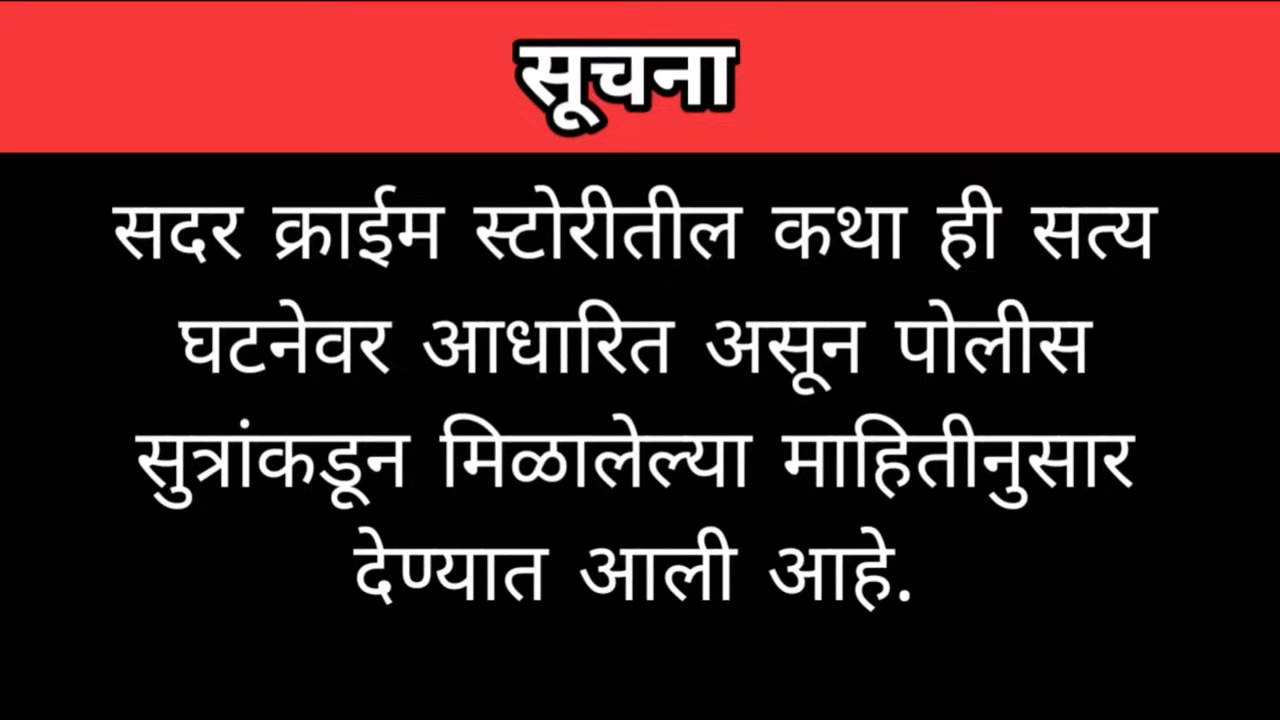 सूचना
सदर क्राईम स्टोरीतील कथा ही सत्य
घटनेवर आधारित असून पोलीस
सुत्रांकडून मिळालेल्या माहितीनुसार
देण्यात आली आहे.